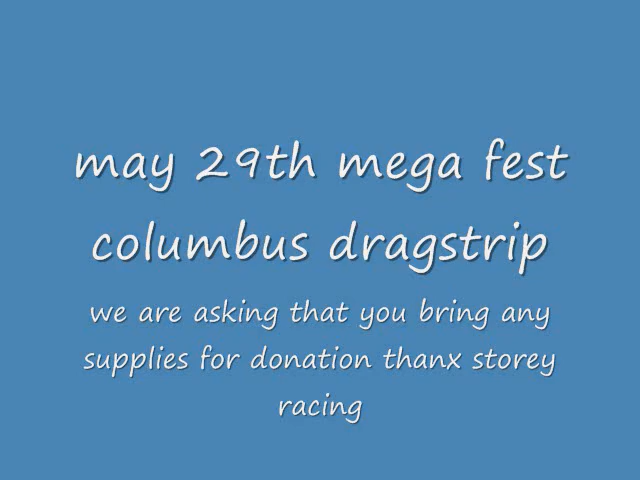 may 29th mega fest
columbus dragstrip
we are asking that you bring any
supplies for donation thanx storey
racing